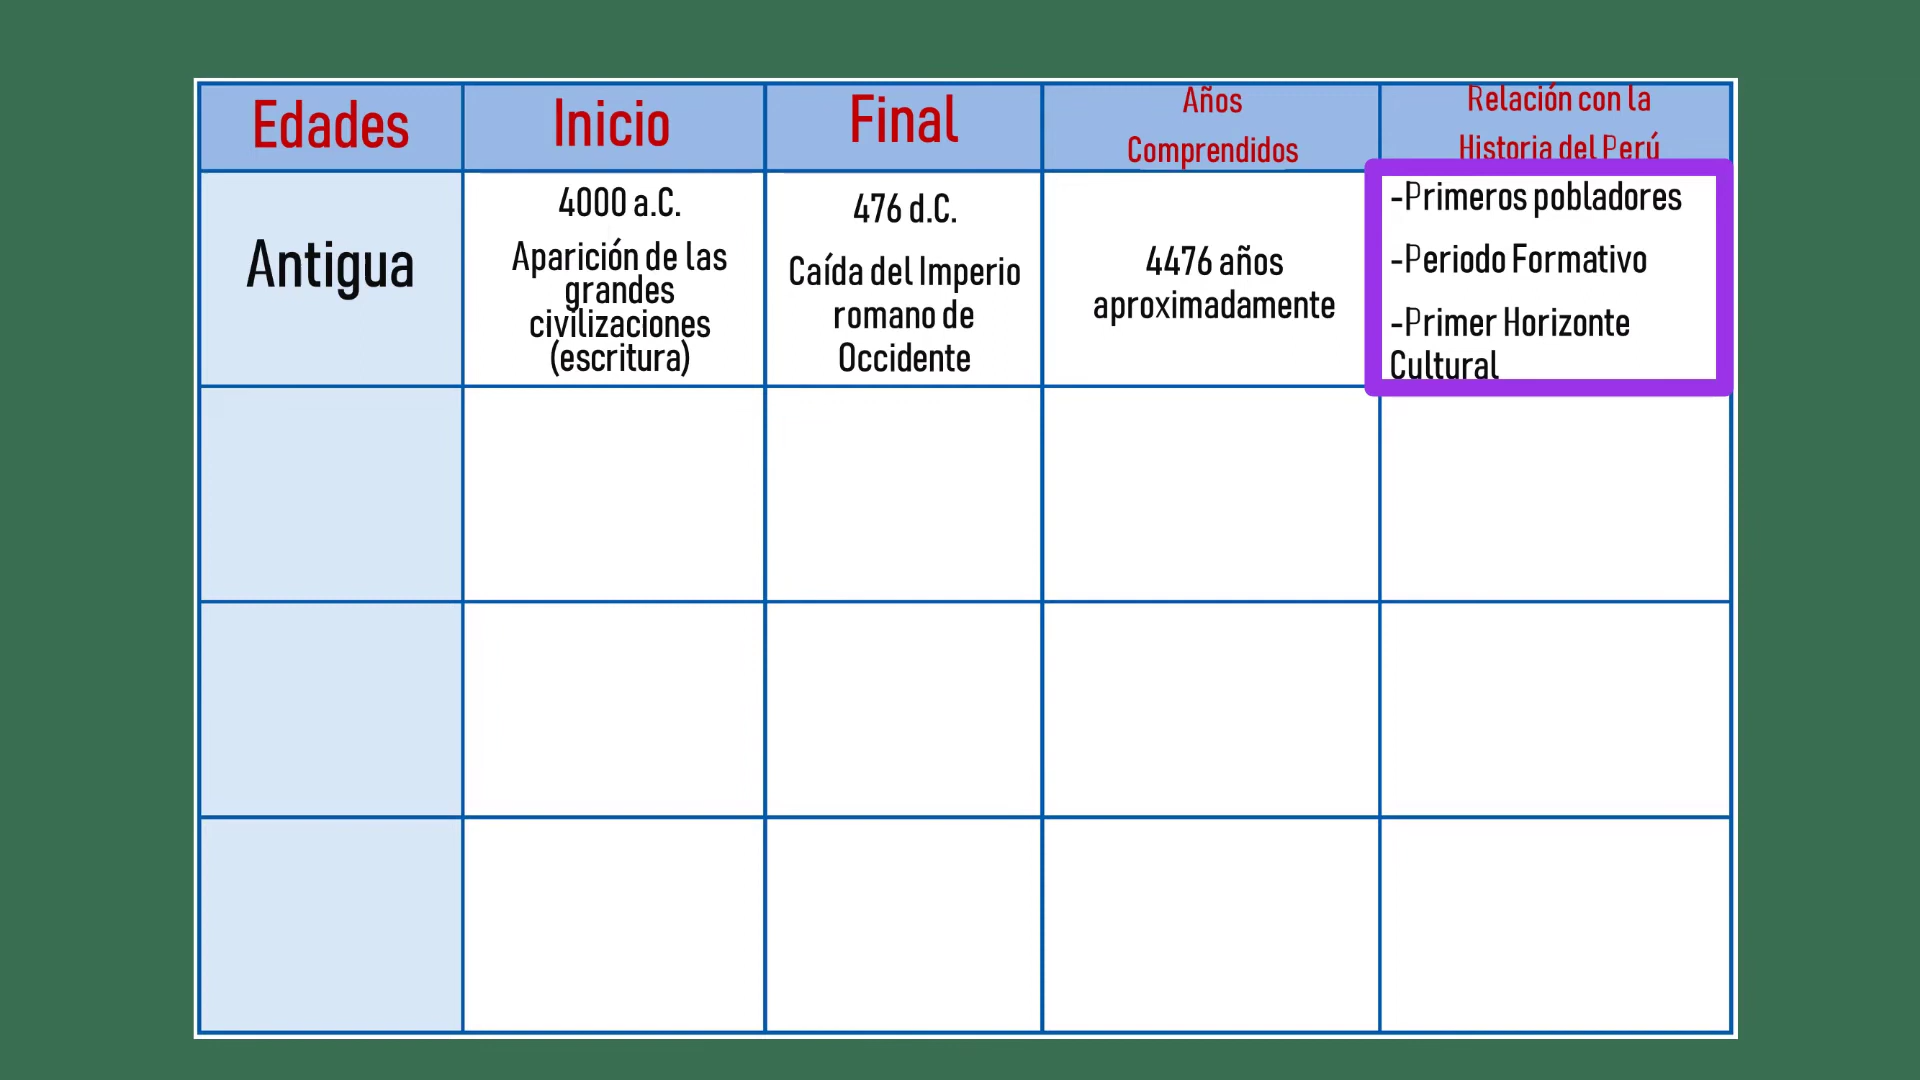 Edades
Inicio
Final
Años
Comprendidos
Relación con la
Historia del Perú
Antigua
4000 a.C.
Aparición de las
grandes
civilizaciones
(escritura)
476 d.C.
Caída del Imperio
romano de
Occidente
4476 años
aproximadamente
-Primeros pobladores
-Periodo Formativo
-Primer Horizonte
Cultural